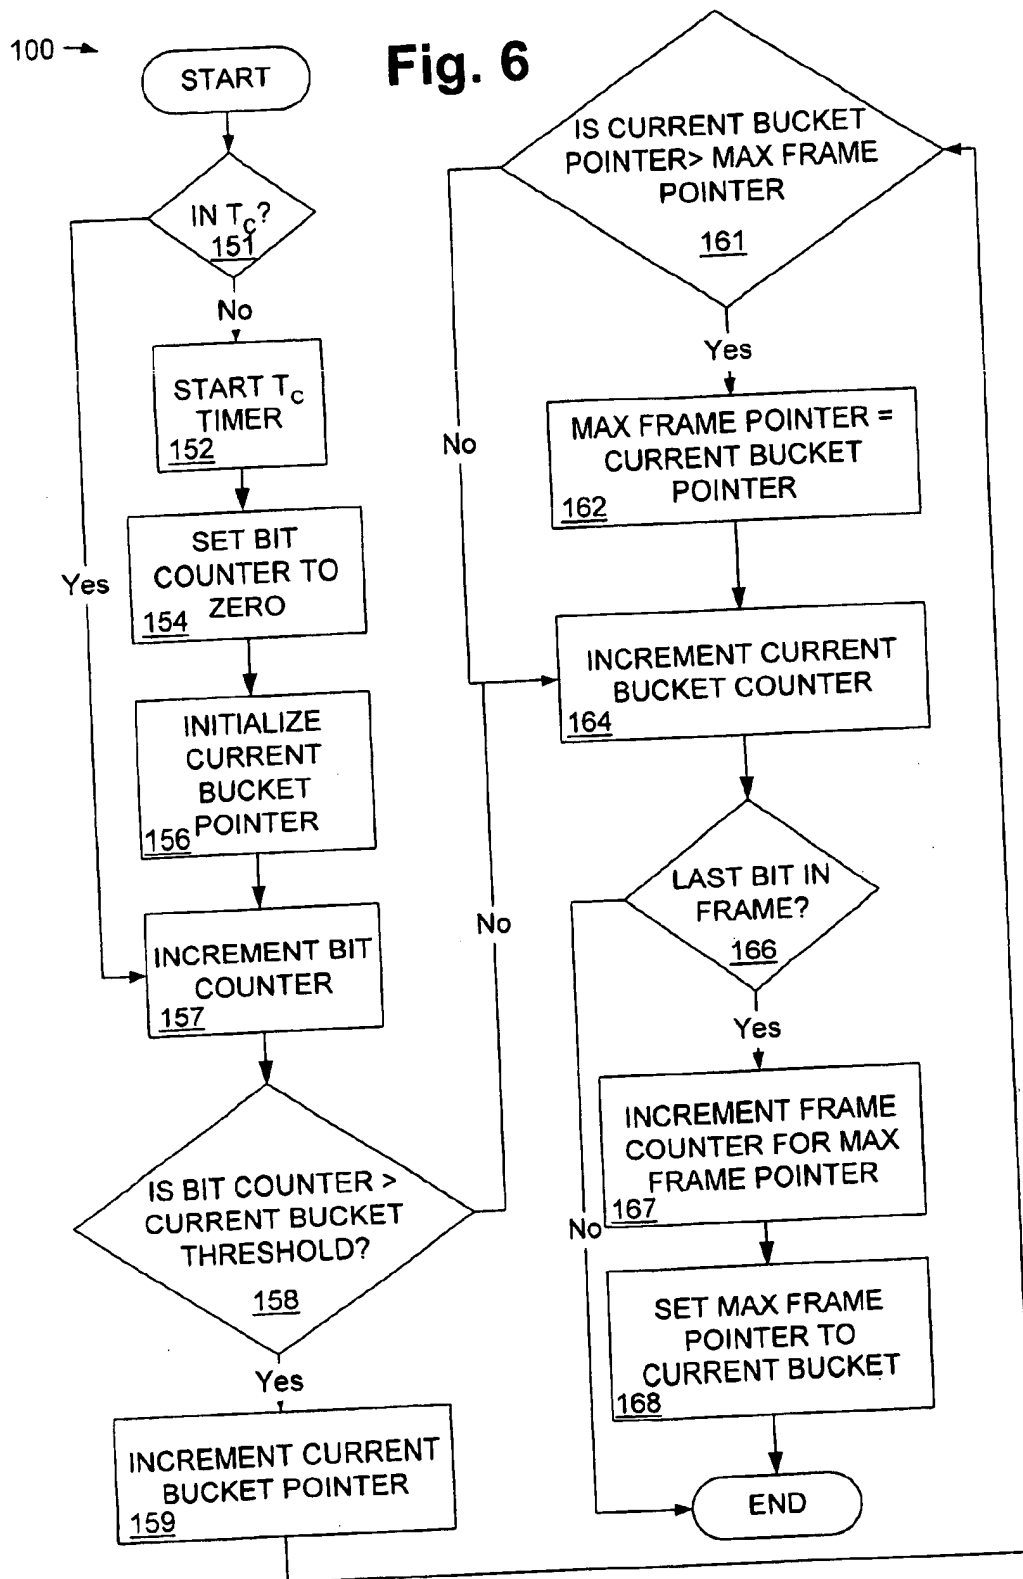 100
Fig. 6
START
IN TC?
151
Yes
No
START TC
TIMER
152
SET BIT
COUNTER TO
ZERO
154
INITIALIZE
CURRENT
BUCKET
POINTER
156
INCREMENT BIT
COUNTER
157
IS BIT COUNTER >
CURRENT BUCKET
THRESHOLD?
158
No
Yes
INCREMENT CURRENT
BUCKET POINTER
159
IS CURRENT BUCKET
POINTER> MAX FRAME
POINTER
161
No
Yes
MAX FRAME POINTER =
CURRENT BUCKET
POINTER
162
INCREMENT CURRENT
BUCKET COUNTER
164
LAST BIT IN
FRAME?
166
No
Yes
INCREMENT FRAME
COUNTER FOR MAX
FRAME POINTER
167
SET MAX FRAME
POINTER TO
CURRENT BUCKET
168
END